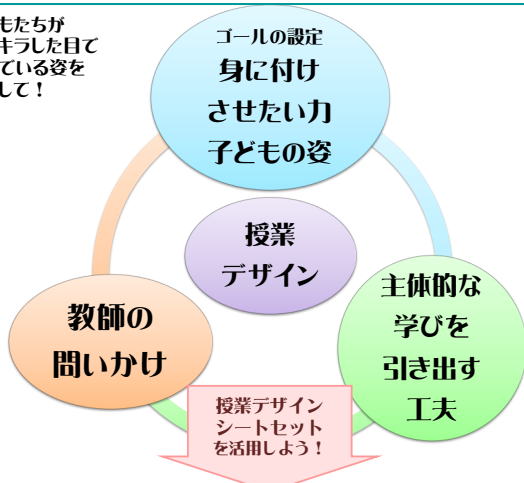 もたちが
キラした目で
ている姿を
して！
ゴールの設定
身に付け
させたい力
子どもの姿
授業
デザイン
教師の
問いかけ
主体的な
学びを
引き出す
工夫
授業デザイン
シートセット
を活用しよう！